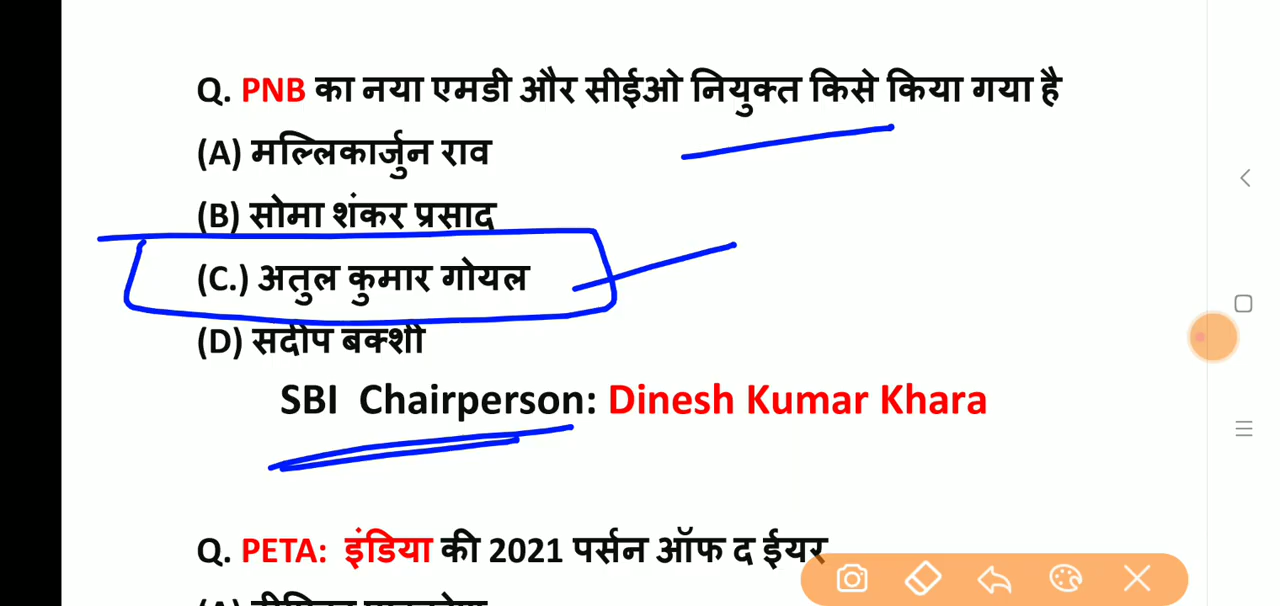 Q. PNB का नया एमडी और सीईओ नियुक्त किसे किया गया है
(A) मल्लिकार्जुन राव
(B) सोमा शंकर प्रसाद
(C.) अतुल कुमार गोयल
(D) सदीप बक्शी
SBI Chairperson: Dinesh Kumar Khara
Q. PETA: इंडिया की 2021 पर्सन ऑफ द ईयर
(A)